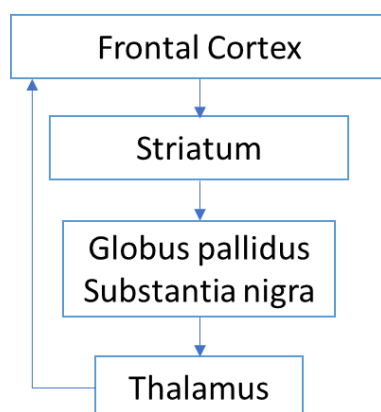 Frontal Cortex
Striatum
Globus pallidus
Substantia nigra
Thalamus